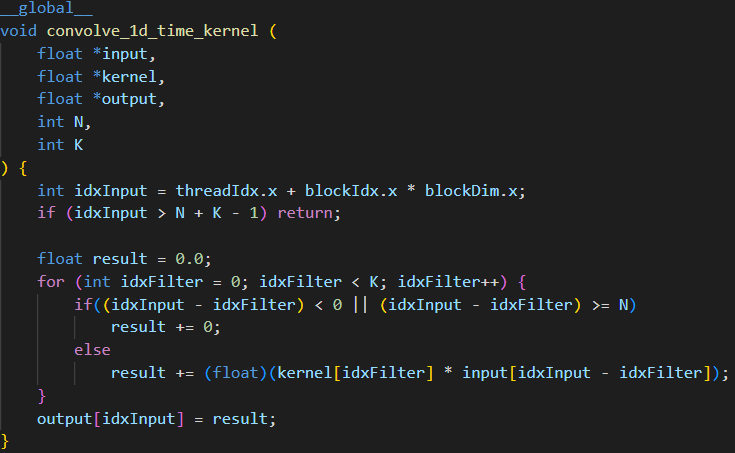 __global__
void convolve_1d_time_kernel (
    float *input,
    float *kernel,
    float *output,
    int N,
    int K
) {
    int idxInput = threadIdx.x + blockIdx.x * blockDim.x;
    if (idxInput > N + K - 1) return;

    float result = 0.0;
    for (int idxFilter = 0; idxFilter < K; idxFilter++) {
        if((idxInput - idxFilter) < 0 || (idxInput - idxFilter) >= N)
            result += 0;
        else
            result += (float)(kernel[idxFilter] * input[idxInput - idxFilter]);
    }
    output[idxInput] = result;
}